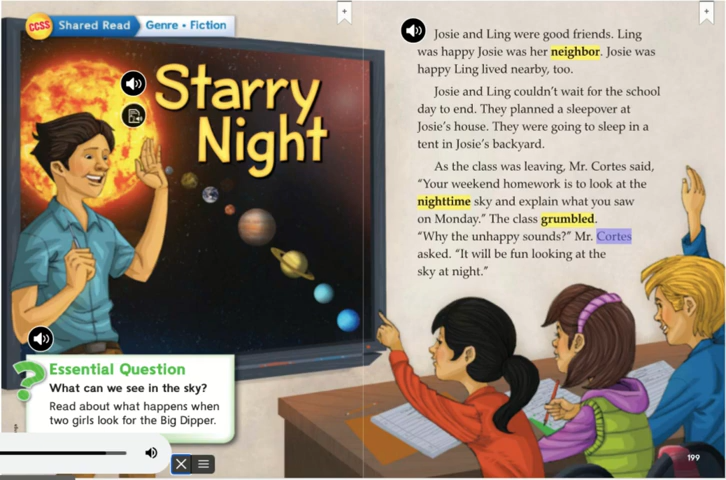 CCSS Shared Read Genre • Fiction
Starry
Night
Essential Question
What can we see in the sky?
Read about what happens when
two girls look for the Big Dipper.
Josie and Ling were good friends. Ling
was happy Josie was her neighbor. Josie was
happy Ling lived nearby, too.
Josie and Ling couldn’t wait for the school
day to end. They planned a sleepover at
Josie’s house. They were going to sleep in a
tent in Josie’s backyard.
As the class was leaving, Mr. Cortes said,
“Your weekend homework is to look at the
nighttime sky and explain what you saw
on Monday.” The class grumbled.
“Why the unhappy sounds?” Mr. Cortes
asked. “It will be fun looking at the
sky at night.”
199